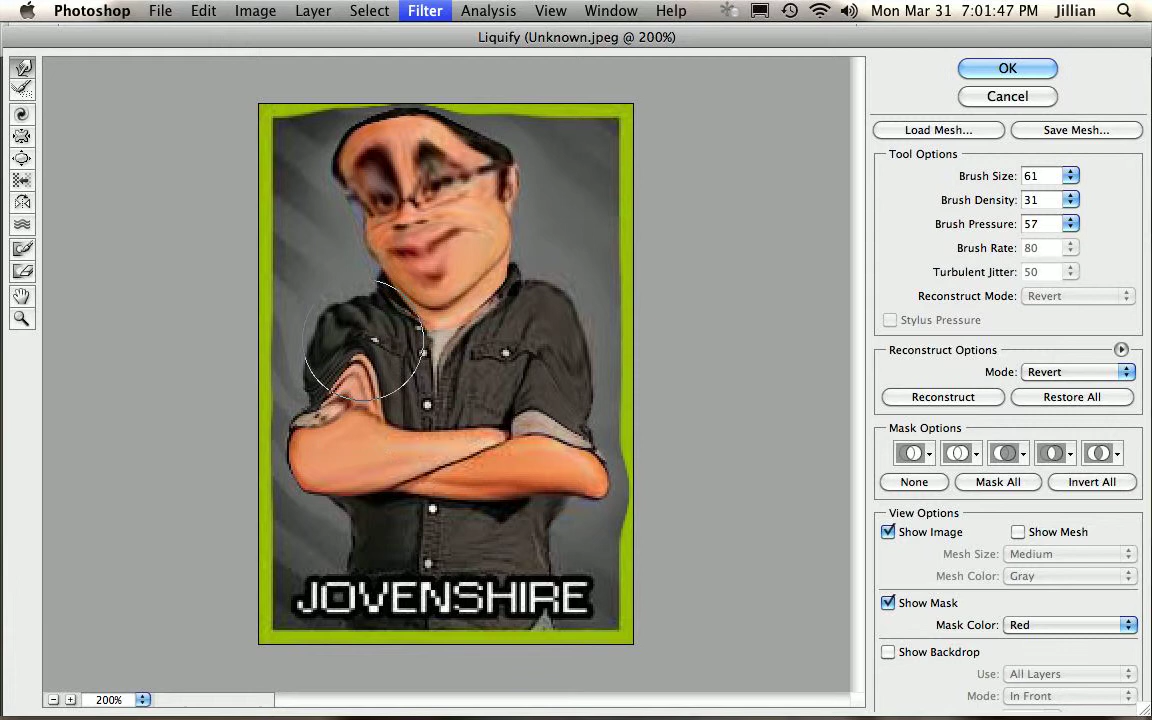 Photoshop File Edit Image Layer Select Filter Analysis View Window Help Mon Mar 31 7:01:47 PM Jillian
Liquify (Unknown.jpeg @ 200%)
OK
Cancel
Load Mesh... Save Mesh...
Tool Options
Brush Size: 61
Brush Density: 31
Brush Pressure: 57
Brush Rate: 80
Turbulent Jitter: 50
Reconstruct Mode: Revert
Stylus Pressure
Reconstruct Options
Mode: Revert
Reconstruct Restore All
Mask Options
None Mask All Invert All
View Options
Show Image Show Mesh
Mesh Size: Medium
Mesh Color: Gray
Show Mask
Mask Color: Red
Show Backdrop
Use: All Layers
Mode: In Front
JOVENSHIRE
200%